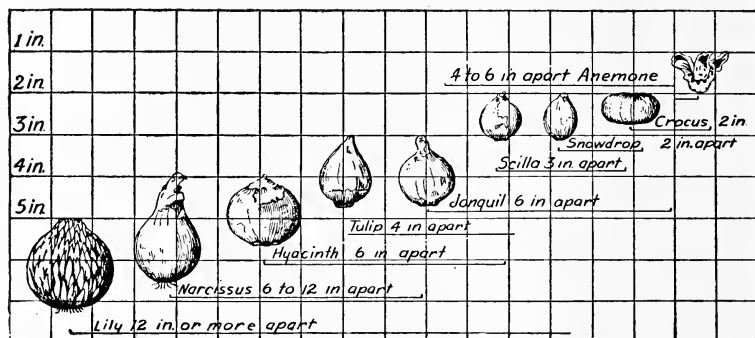 1 in.
4 to 6 in apart Anemone
2 in.
Crocus, 2 in.
3 in.
Snowdrop, 2 in. apart
Scilla 3 in apart
4 in.
Jonquil 6 in apart
5 in.
Tulip 4 in apart
Hyacinth 6 in apart
Narcissus 6 to 12 in apart
Lily 12 in. or more apart